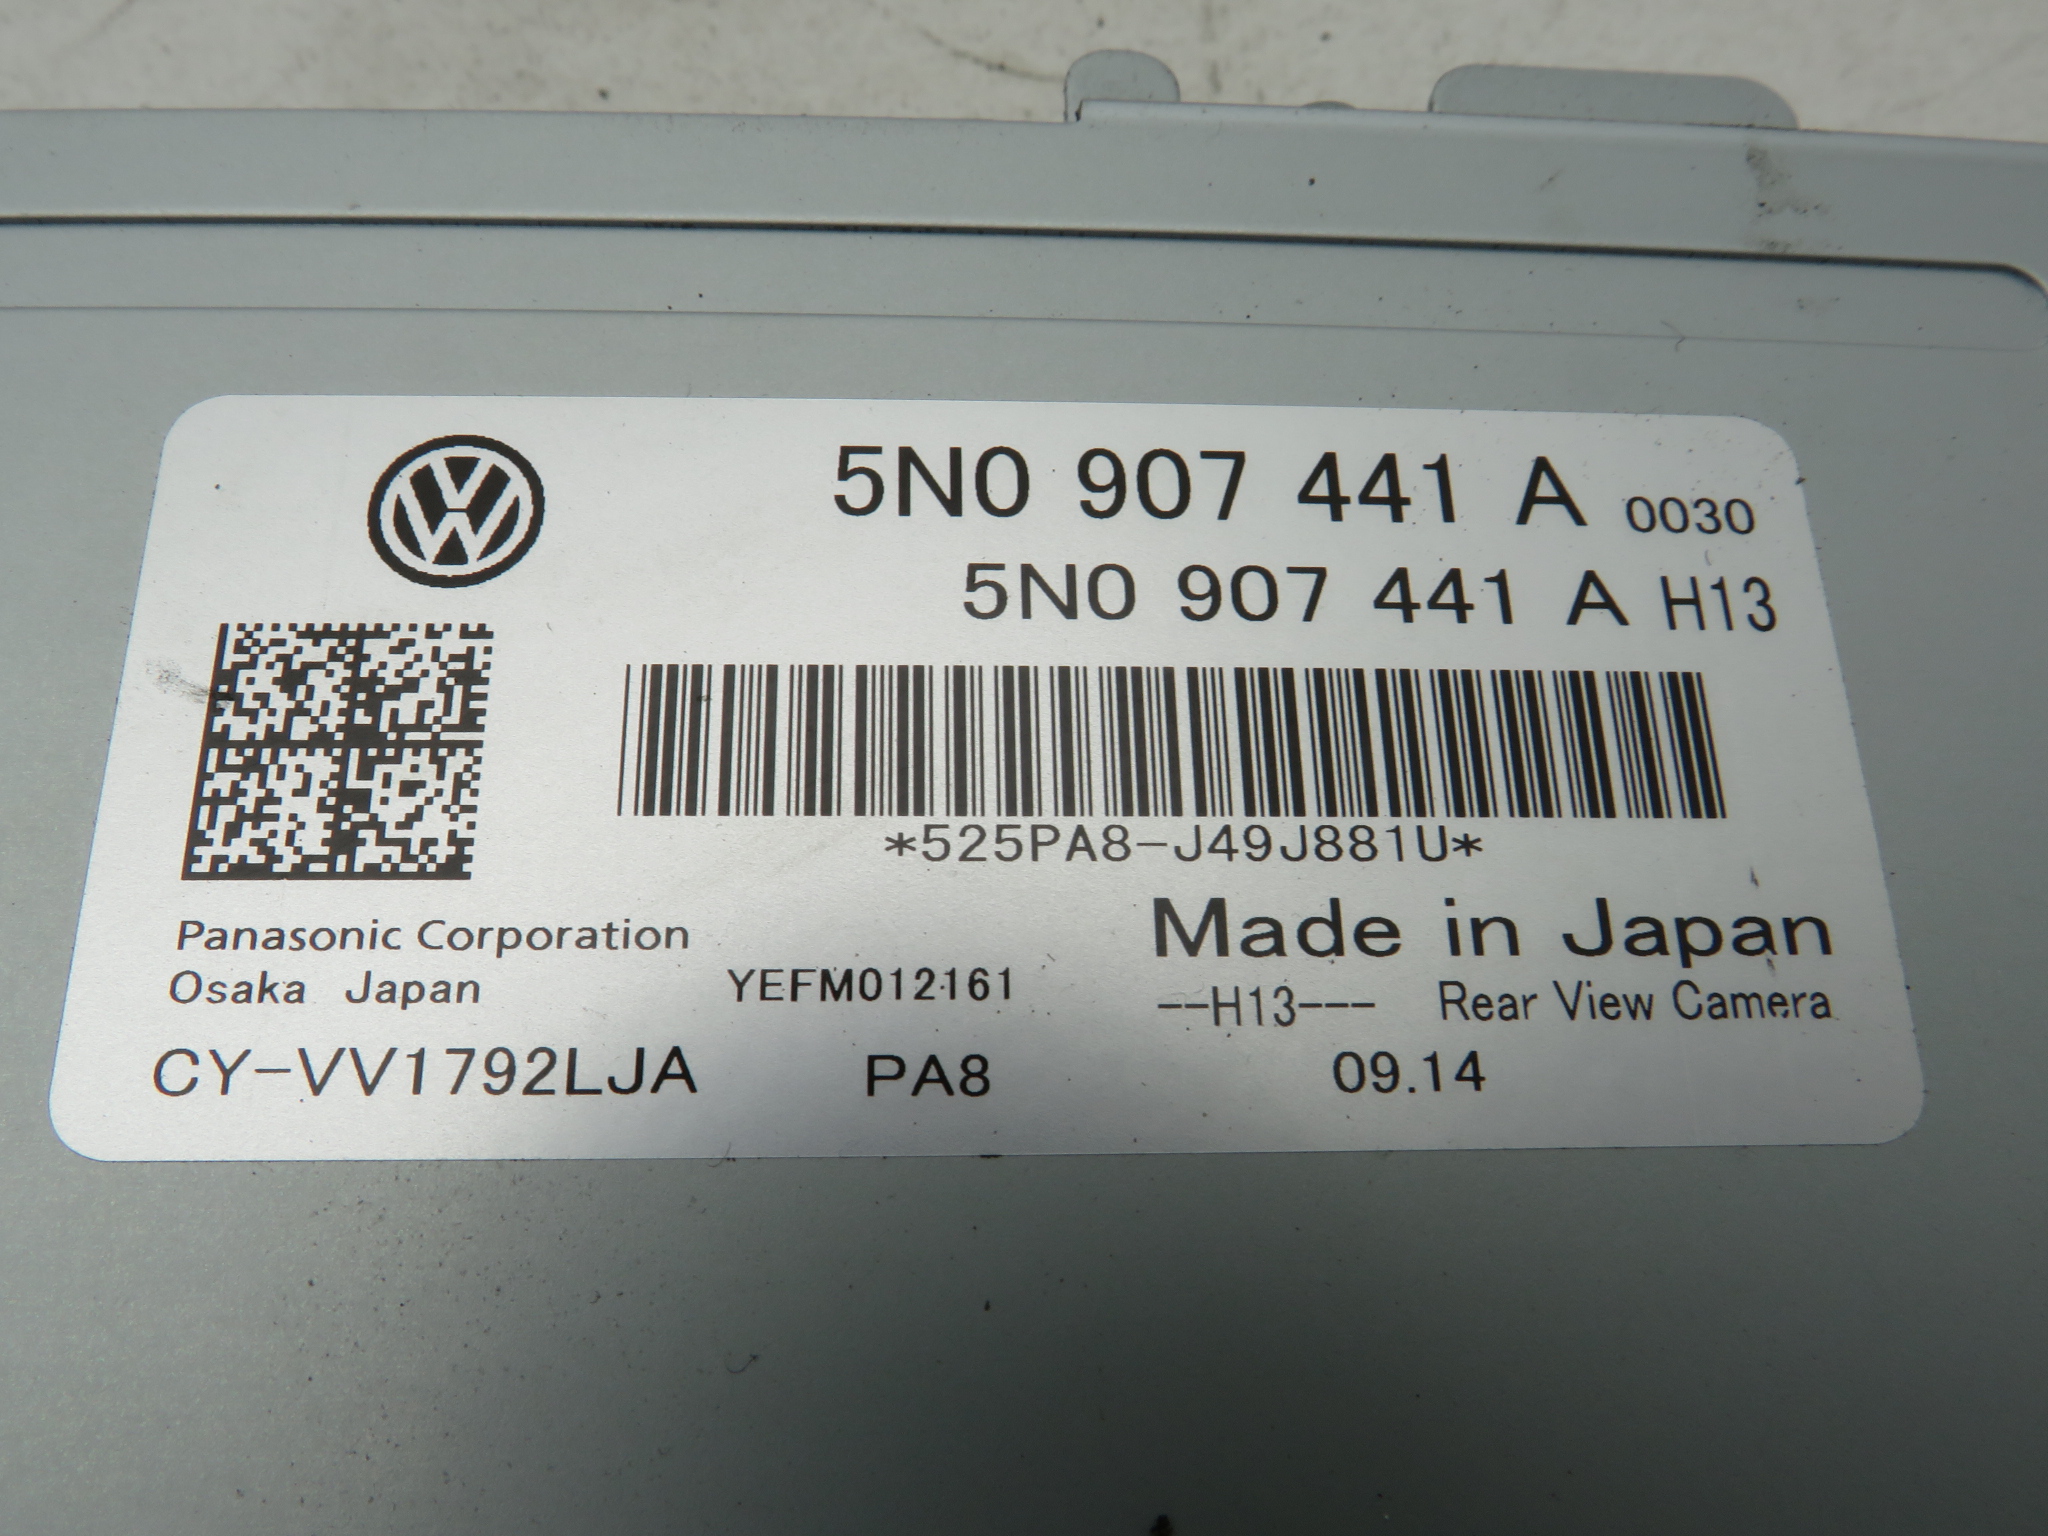 5N0 907 441 A 0030
5N0 907 441 A H13
*525PA8-J49J881U*
Panasonic Corporation
Made in Japan
Osaka Japan YEFM012161
--H13--- Rear View Camera
CY-VV1792LJA PA8 09.14